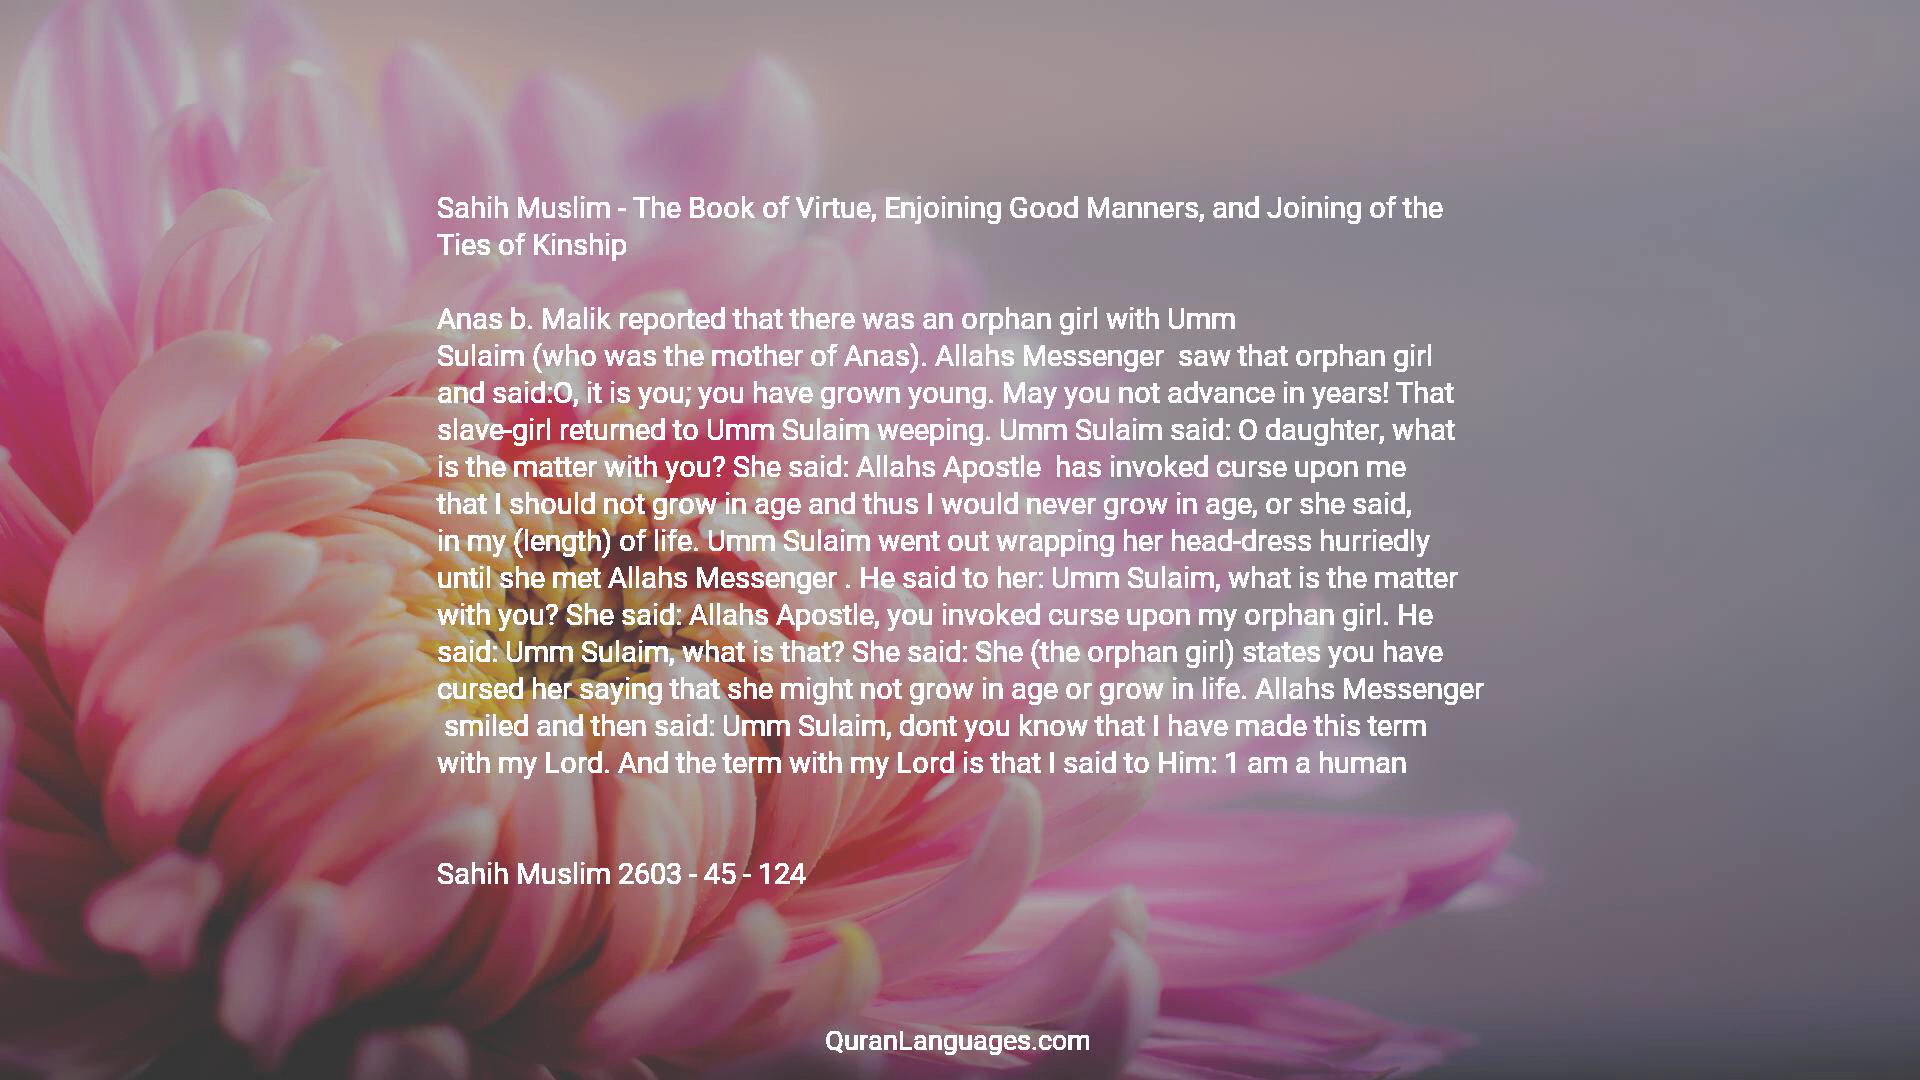 Sahih Muslim - The Book of Virtue, Enjoining Good Manners, and Joining of the
Ties of Kinship
Anas b. Malik reported that there was an orphan girl with Umm
Sulaim (who was the mother of Anas). Allahs Messenger  saw that orphan girl
and said:O, it is you; you have grown young. May you not advance in years! That
slave-girl returned to Umm Sulaim weeping. Umm Sulaim said: O daughter, what
is the matter with you? She said: Allahs Apostle  has invoked curse upon me
that I should not grow in age and thus I would never grow in age, or she said,
in my (length) of life. Umm Sulaim went out wrapping her head-dress hurriedly
until she met Allahs Messenger . He said to her: Umm Sulaim, what is the matter
with you? She said: Allahs Apostle, you invoked curse upon my orphan girl. He
said: Umm Sulaim, what is that? She said: She (the orphan girl) states you have
cursed her saying that she might not grow in age or grow in life. Allahs Messenger
smiled and then said: Umm Sulaim, dont you know that I have made this term
with my Lord. And the term with my Lord is that I said to Him: 1 am a human
Sahih Muslim 2603 - 45 - 124
QuranLanguages.com